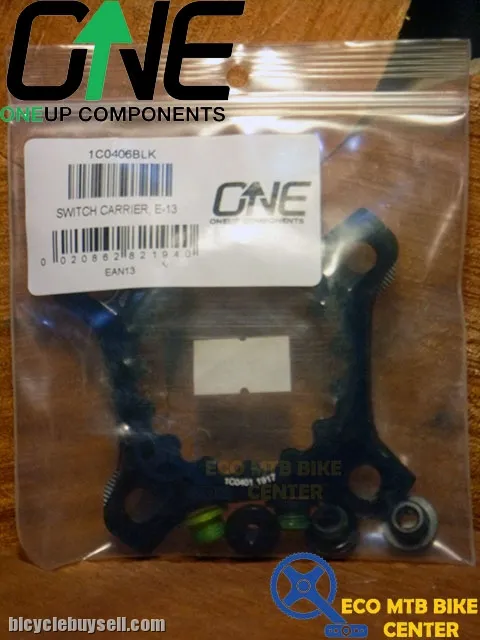 ONE
ONEUP COMPONENTS
1C0406BLK
SWITCH CARRIER, E-13
0 020862 821940
EAN13
ONE
ONEUP COMPONENTS
ECO MTB BIKE
CENTER
1C0401 1917
ECO MTB BIKE
CENTER
bicyclebuysell.com